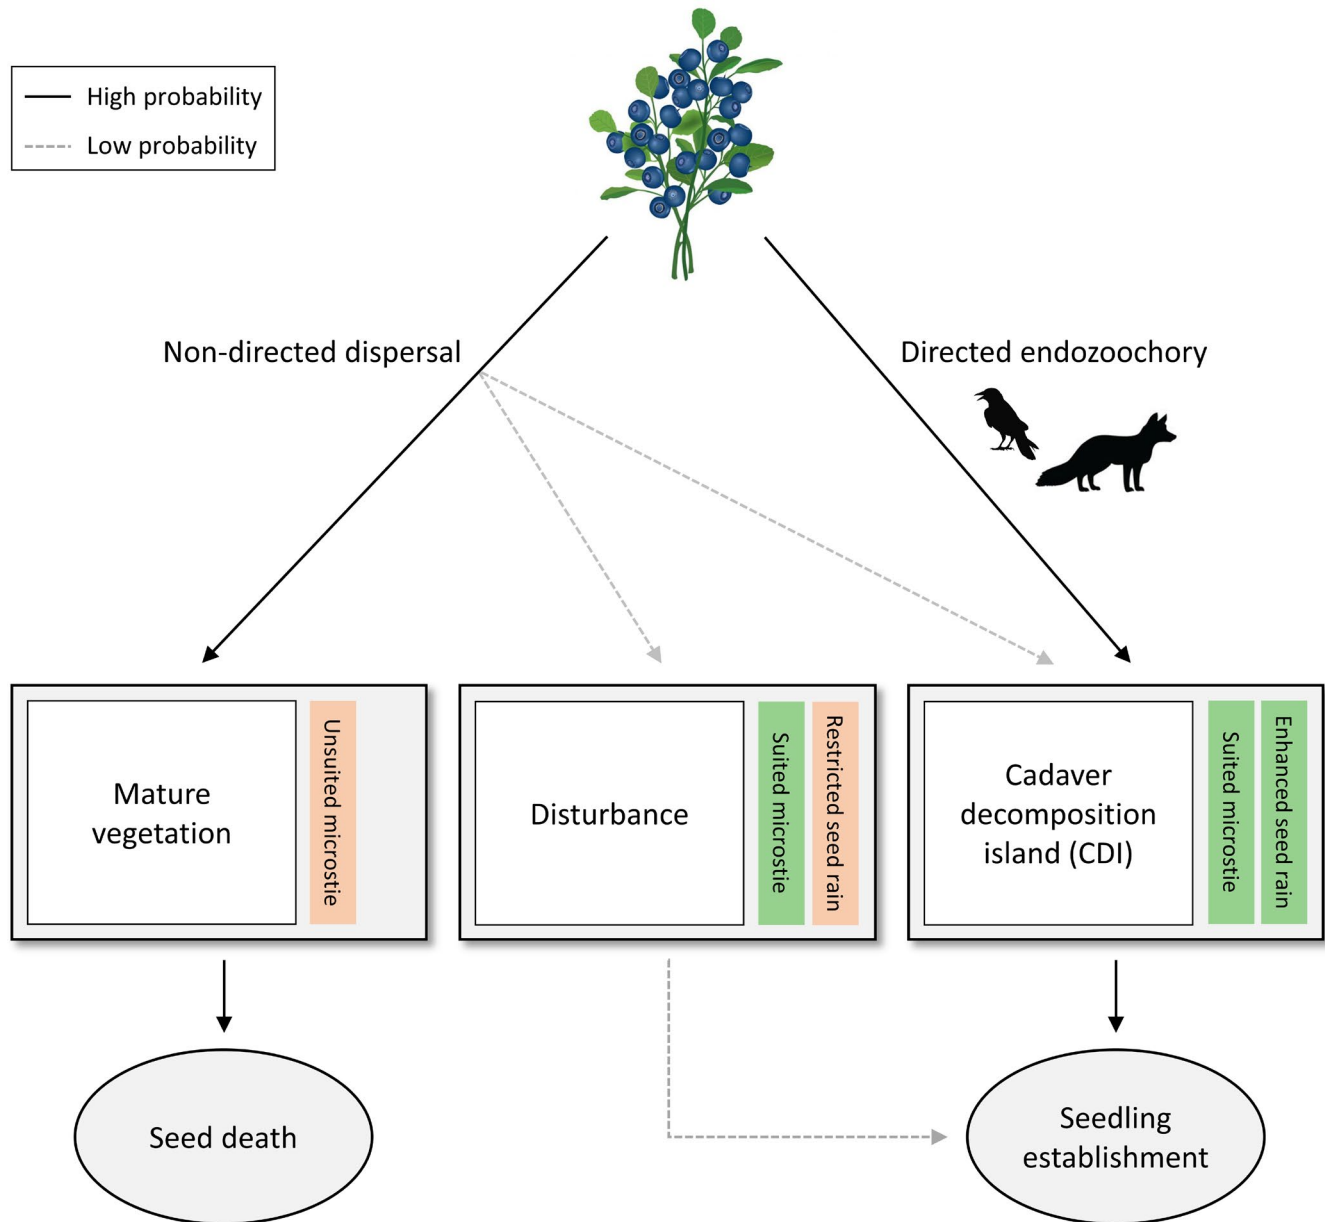 High probability
Low probability
Non-directed dispersal
Directed endozoochory
Mature
vegetation
Unsuited microstie
Disturbance
Suited microstie
Restricted seed rain
Cadaver
decomposition
island (CDI)
Suited microstie
Enhanced seed rain
Seed death
Seedling
establishment